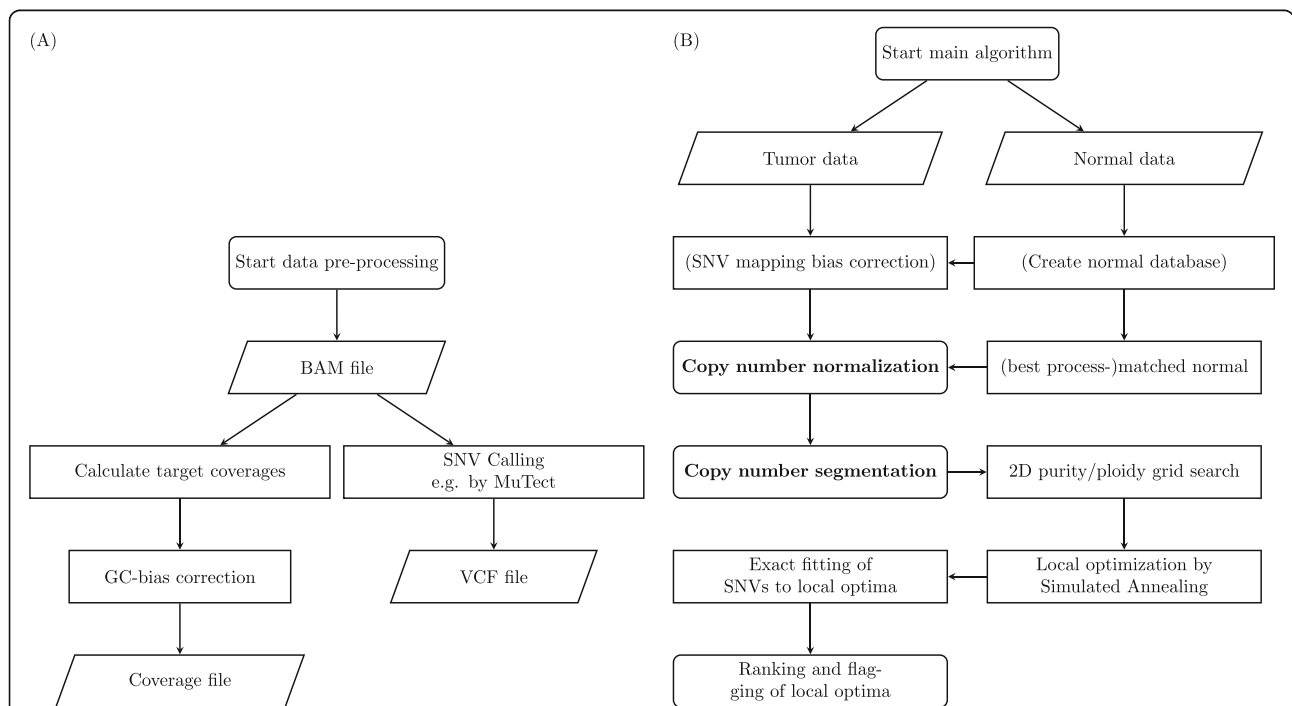 (A)
Start data pre-processing
BAM file
Calculate target coverages
SNV Calling
e.g. by MuTect
GC-bias correction
VCF file
Coverage file
(B)
Start main algorithm
Tumor data
Normal data
(SNV mapping bias correction)
(Create normal database)
Copy number normalization
(best process-)matched normal
Copy number segmentation
2D purity/ploidy grid search
Exact fitting of
SNVs to local optima
Local optimization by
Simulated Annealing
Ranking and flag-
ging of local optima